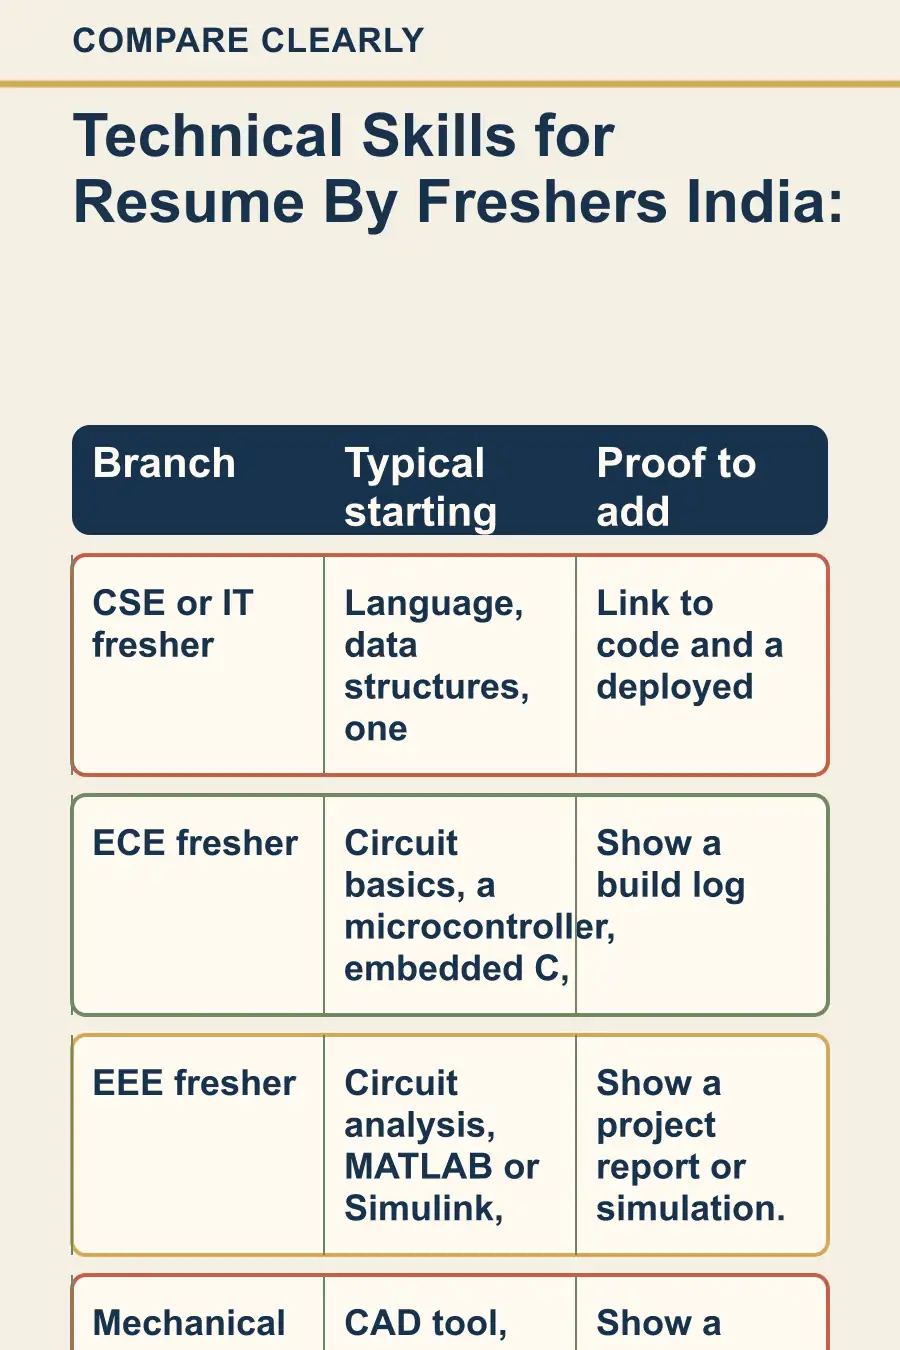 COMPARE CLEARLY
Technical Skills for
Resume By Freshers India:
Branch
Typical
starting
Proof to
add
CSE or IT
fresher
Language,
data
structures,
one
Link to
code and a
deployed
ECE fresher
Circuit
basics, a
microcontroller,
embedded C,
Show a
build log
EEE fresher
Circuit
analysis,
MATLAB or
Simulink,
Show a
project
report or
simulation.
Mechanical
CAD tool,
Show a